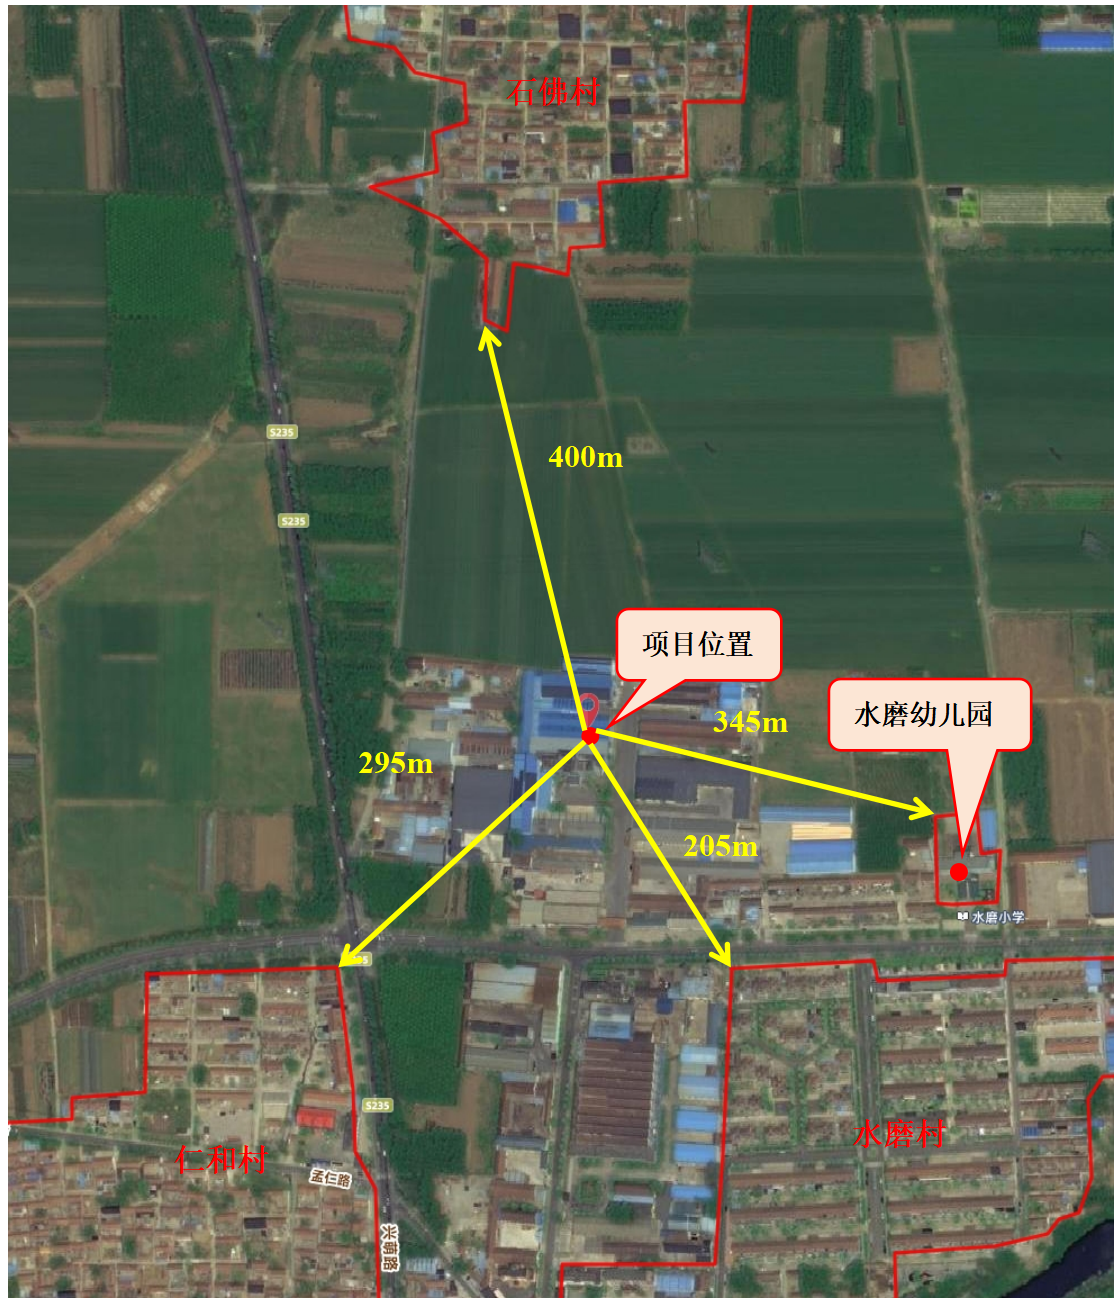 石佛村
S235
400m
S235
项目位置
水磨幼儿园
345m
295m
205m
水磨小学
S235
水磨村
仁和村
孟仁路
兴萌路